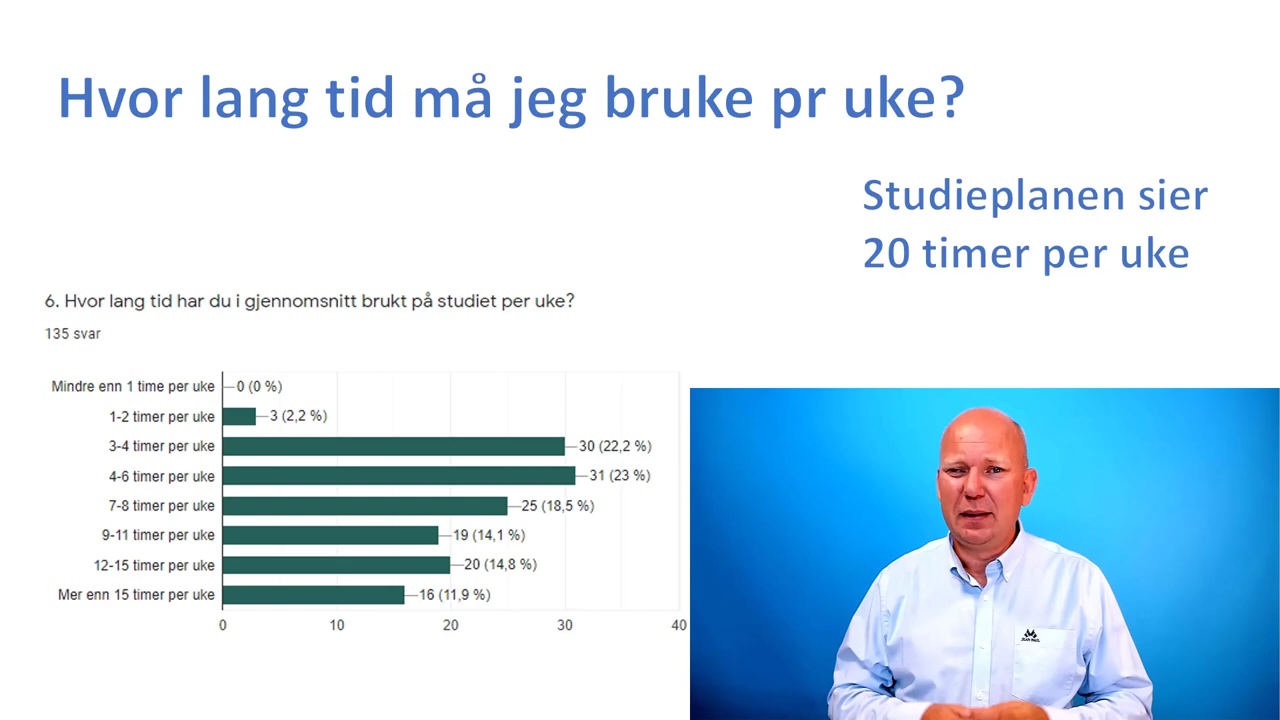 Hvor lang tid må jeg bruke pr uke?
Studieplanen sier
20 timer per uke
6. Hvor lang tid har du i gjennomsnitt brukt på studiet per uke?
135 svar
Mindre enn 1 time per uke 0 (0 %)
1-2 timer per uke 3 (2,2 %)
3-4 timer per uke 30 (22,2 %)
4-6 timer per uke 31 (23 %)
7-8 timer per uke 25 (18,5 %)
9-11 timer per uke 19 (14,1 %)
12-15 timer per uke 20 (14,8 %)
Mer enn 15 timer per uke 16 (11,9 %)
0 10 20 30 40